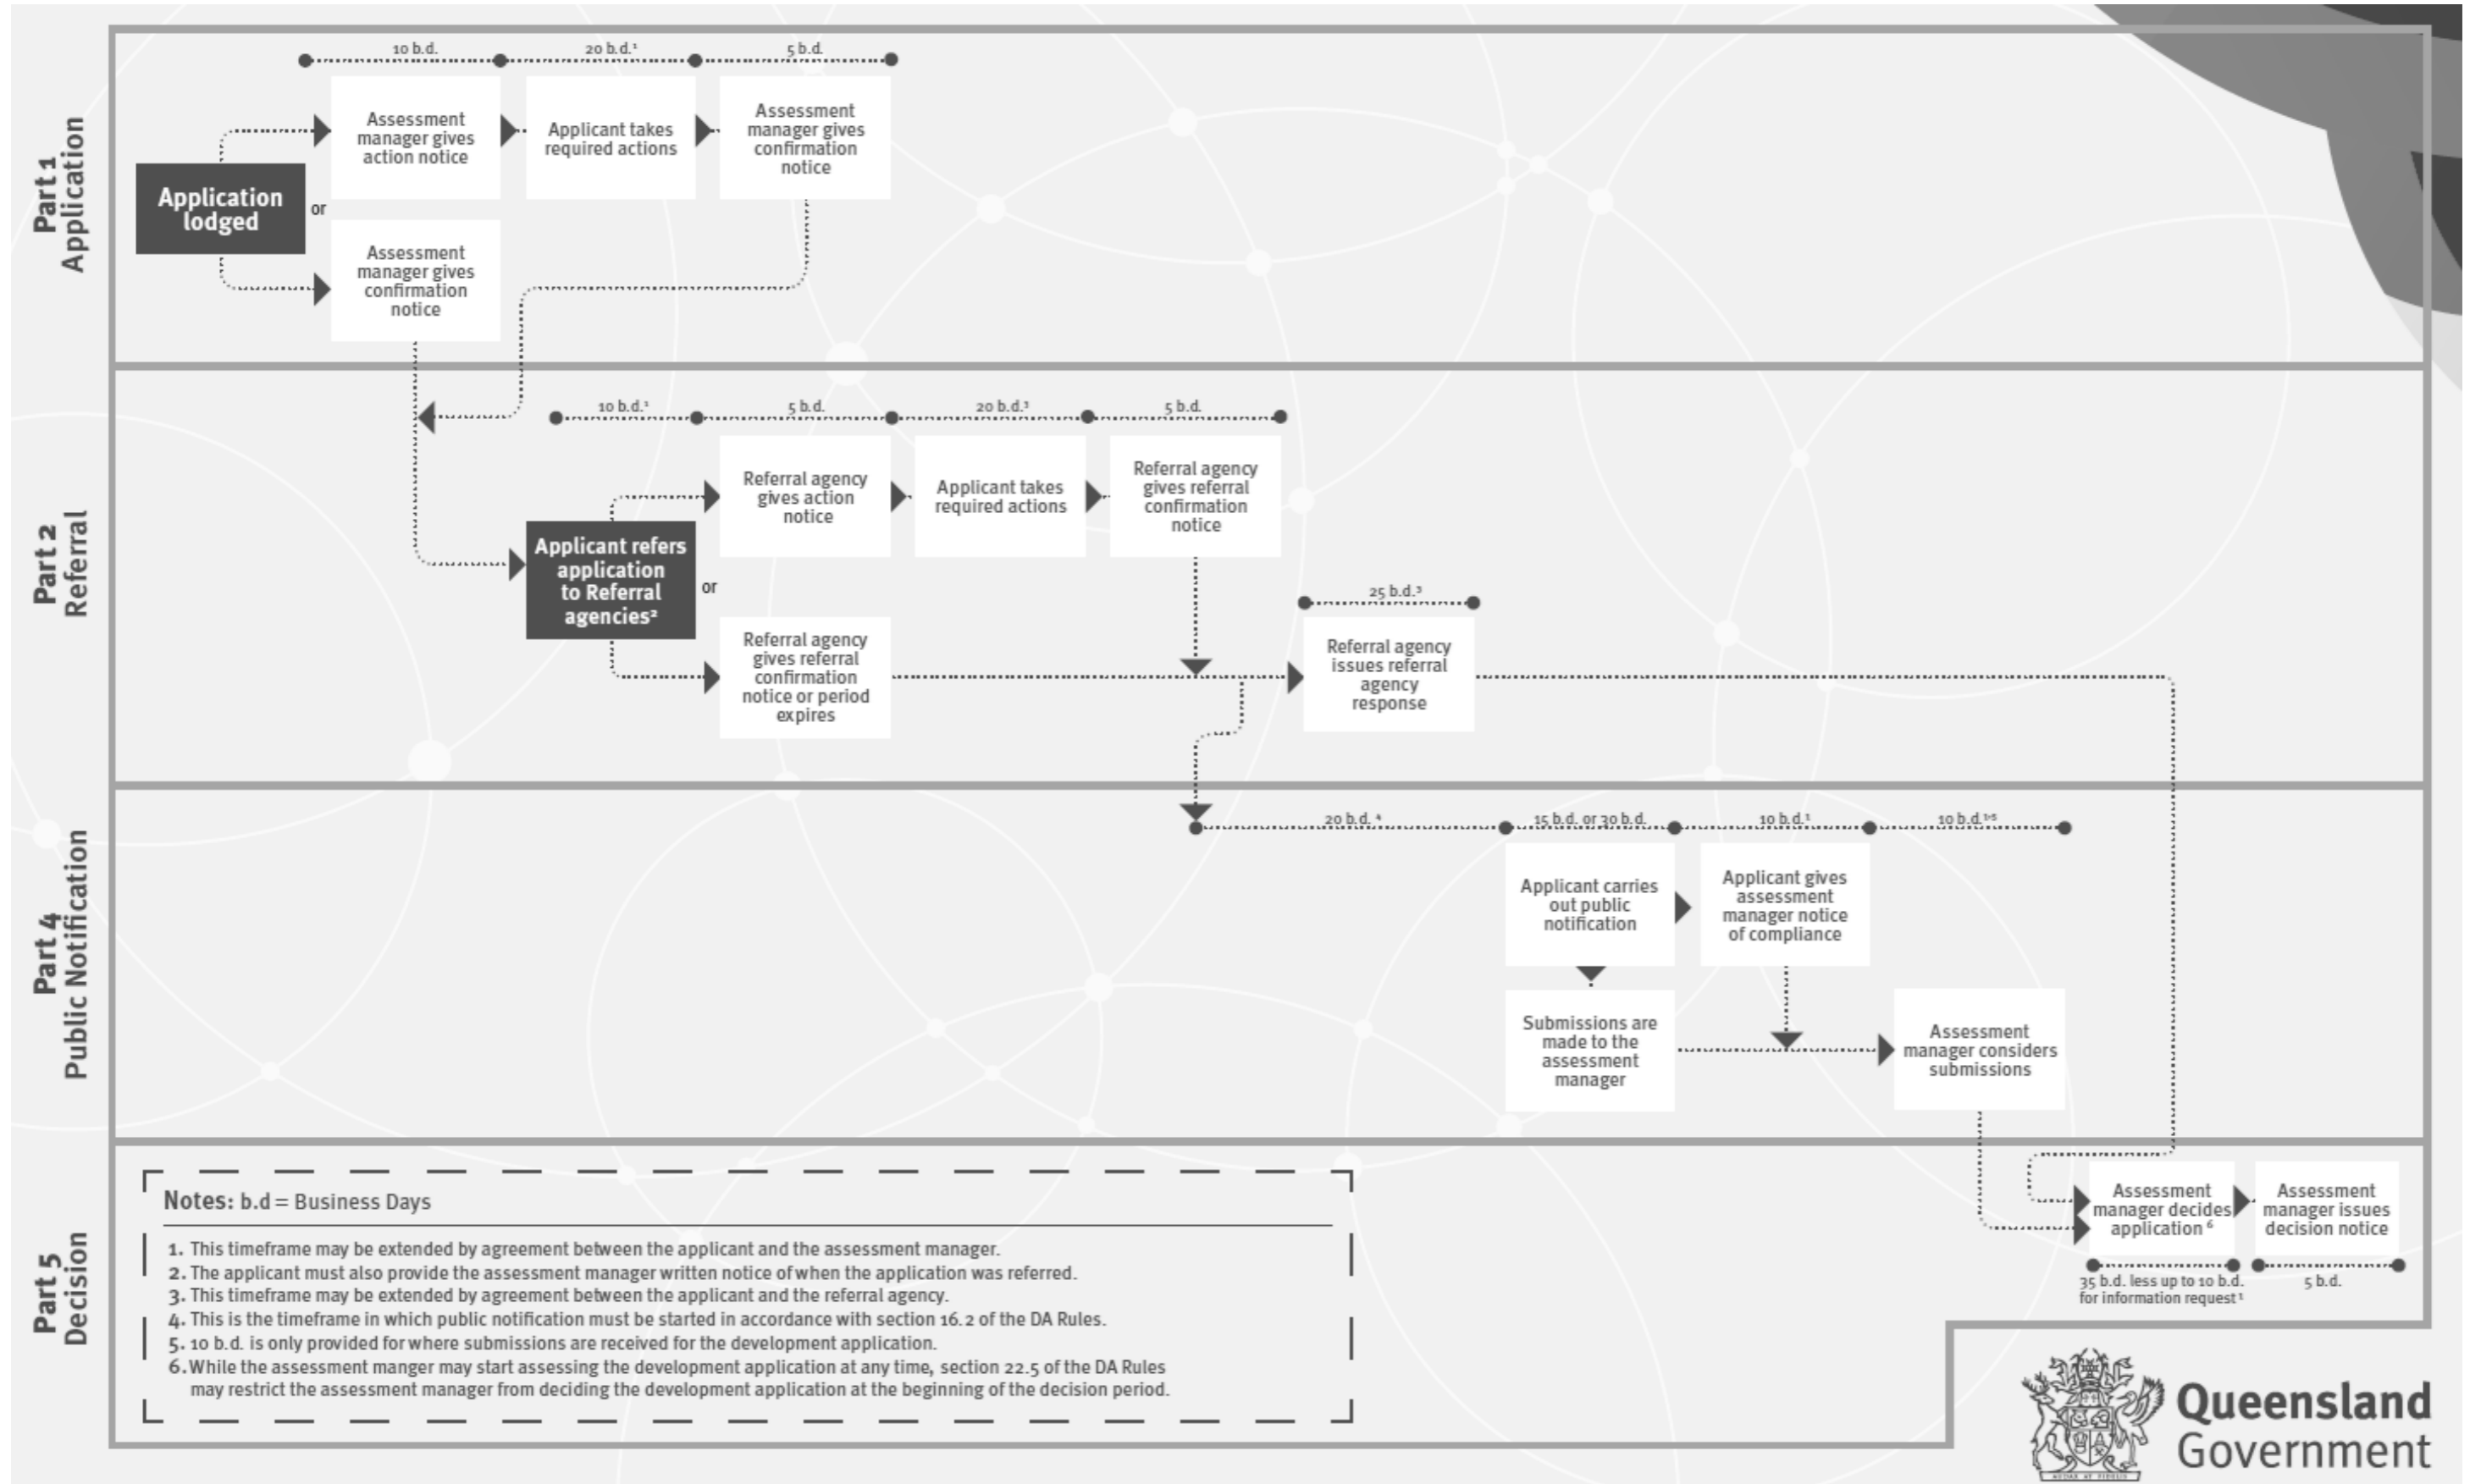 Part 1
Application
10 b.d.
20 b.d.¹
5 b.d.
Application
lodged
or
Assessment
manager gives
action notice
Applicant takes
required actions
Assessment
manager gives
confirmation
notice
Assessment
manager gives
confirmation
notice
Part 2
Referral
10 b.d.¹
5 b.d.
20 b.d.³
5 b.d.
Applicant refers
application
to Referral
agencies²
or
Referral agency
gives action
notice
Applicant takes
required actions
Referral agency
gives referral
confirmation
notice
Referral agency
gives referral
confirmation
notice or period
expires
25 b.d.³
Referral agency
issues referral
agency
response
Part 4
Public Notification
20 b.d. ⁴
15 b.d. or 30 b.d.
10 b.d.¹
10 b.d.¹˒⁵
Applicant carries
out public
notification
Applicant gives
assessment
manager notice
of compliance
Submissions are
made to the
assessment
manager
Assessment
manager considers
submissions
Part 5
Decision
Assessment
manager decides
application ⁶
Assessment
manager issues
decision notice
35 b.d. less up to 10 b.d.
for information request ¹
5 b.d.
Notes: b.d = Business Days
1. This timeframe may be extended by agreement between the applicant and the assessment manager.
2. The applicant must also provide the assessment manager written notice of when the application was referred.
3. This timeframe may be extended by agreement between the applicant and the referral agency.
4. This is the timeframe in which public notification must be started in accordance with section 16.2 of the DA Rules.
5. 10 b.d. is only provided for where submissions are received for the development application.
6. While the assessment manger may start assessing the development application at any time, section 22.5 of the DA Rules
may restrict the assessment manager from deciding the development application at the beginning of the decision period.
Queensland
Government